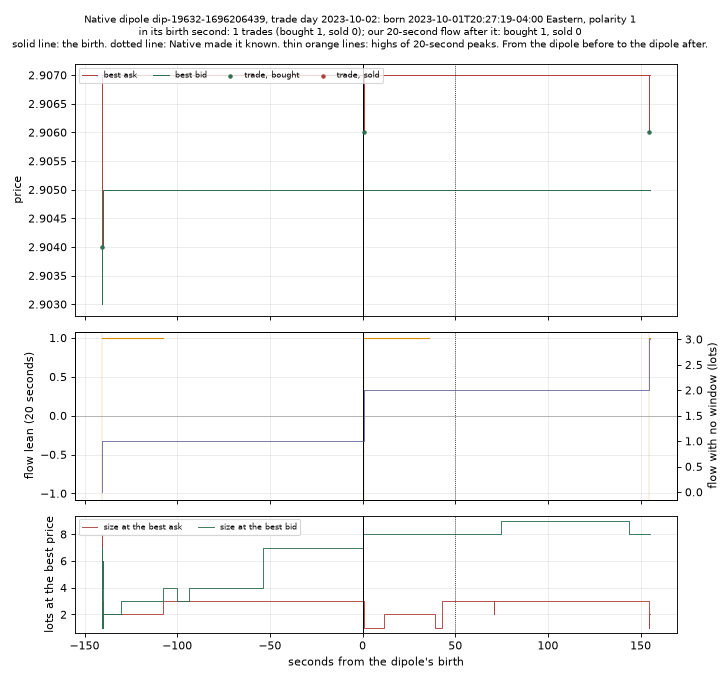 Native dipole dip-19632-1696206439, trade day 2023-10-02: born 2023-10-01T20:27:19-04:00 Eastern, polarity 1
in its birth second: 1 trades (bought 1, sold 0); our 20-second flow after it: bought 1, sold 0
solid line: the birth. dotted line: Native made it known. thin orange lines: highs of 20-second peaks. From the dipole before to the dipole after.
best ask best bid trade, bought trade, sold
2.9070
2.9065
2.9060
2.9055
2.9050
2.9045
2.9040
2.9035
2.9030
price
1.0
0.5
0.0
−0.5
−1.0
flow lean (20 seconds)
3.0
2.5
2.0
1.5
1.0
0.5
0.0
flow with no window (lots)
size at the best ask size at the best bid
8
6
4
2
lots at the best price
−150 −100 −50 0 50 100 150
seconds from the dipole's birth